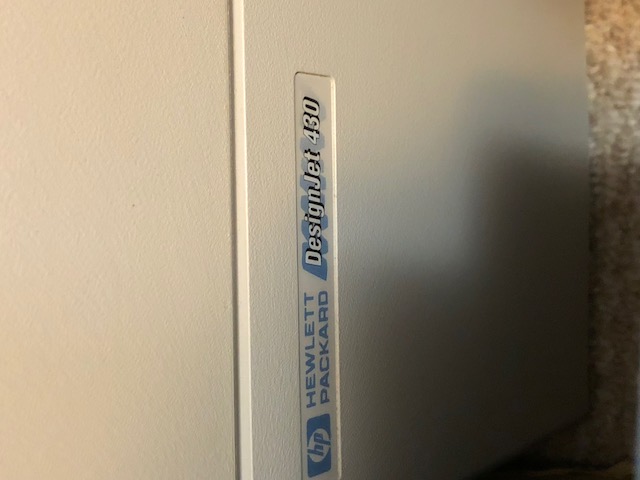 hp
HEWLETT
PACKARD
DesignJet 430